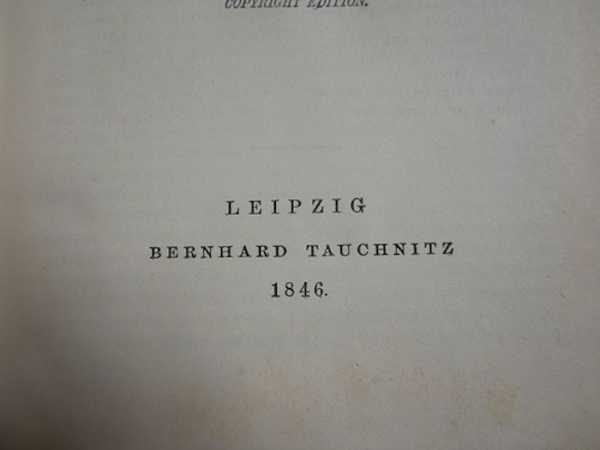 COPYRIGHT EDITION.
LEIPZIG
BERNHARD TAUCHNITZ
1846.